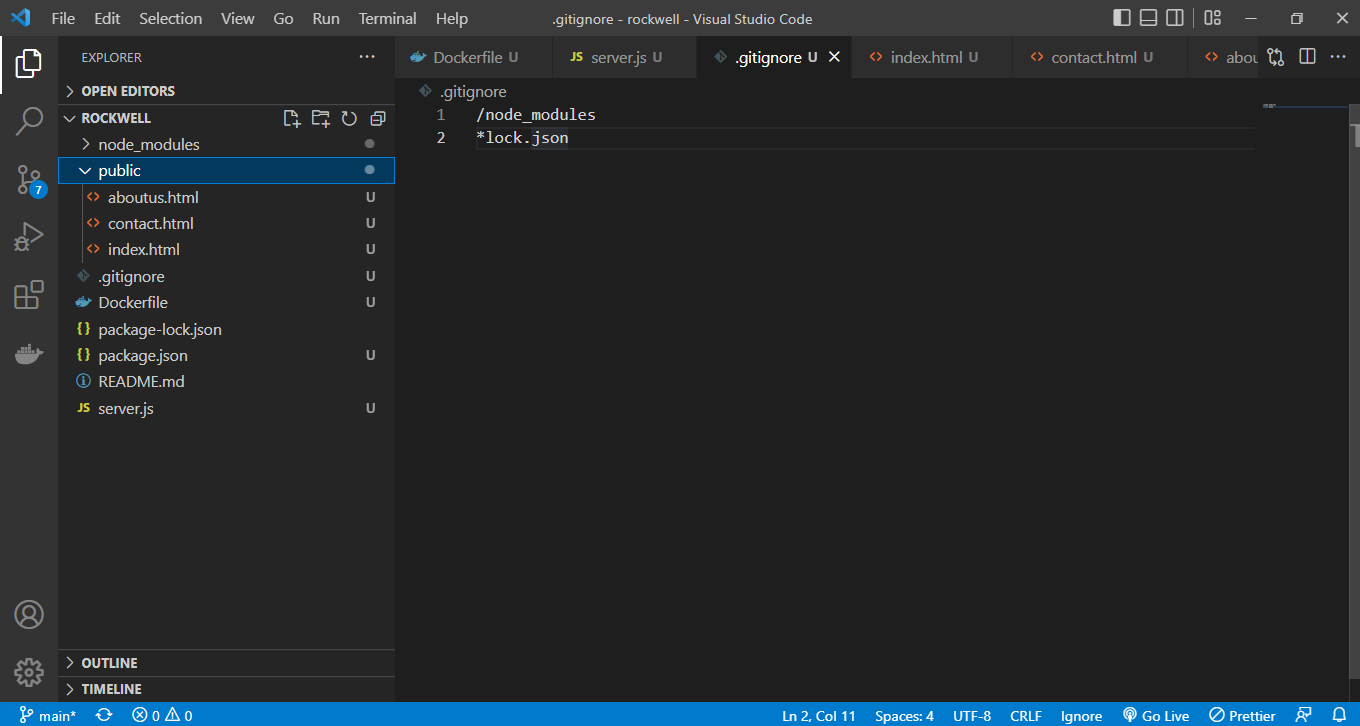 File Edit Selection View Go Run Terminal Help .gitignore - rockwell - Visual Studio Code
EXPLORER
Dockerfile U JS server.js U .gitignore U index.html U contact.html U abou
OPEN EDITORS
.gitignore
ROCKWELL
1 /node_modules
2 *lock.json
node_modules
public
aboutus.html U
contact.html U
index.html U
.gitignore U
Dockerfile U
{} package-lock.json
{} package.json U
README.md
JS server.js U
7
OUTLINE
TIMELINE
main* 0 0 Ln 2, Col 11 Spaces: 4 UTF-8 CRLF Ignore Go Live Prettier